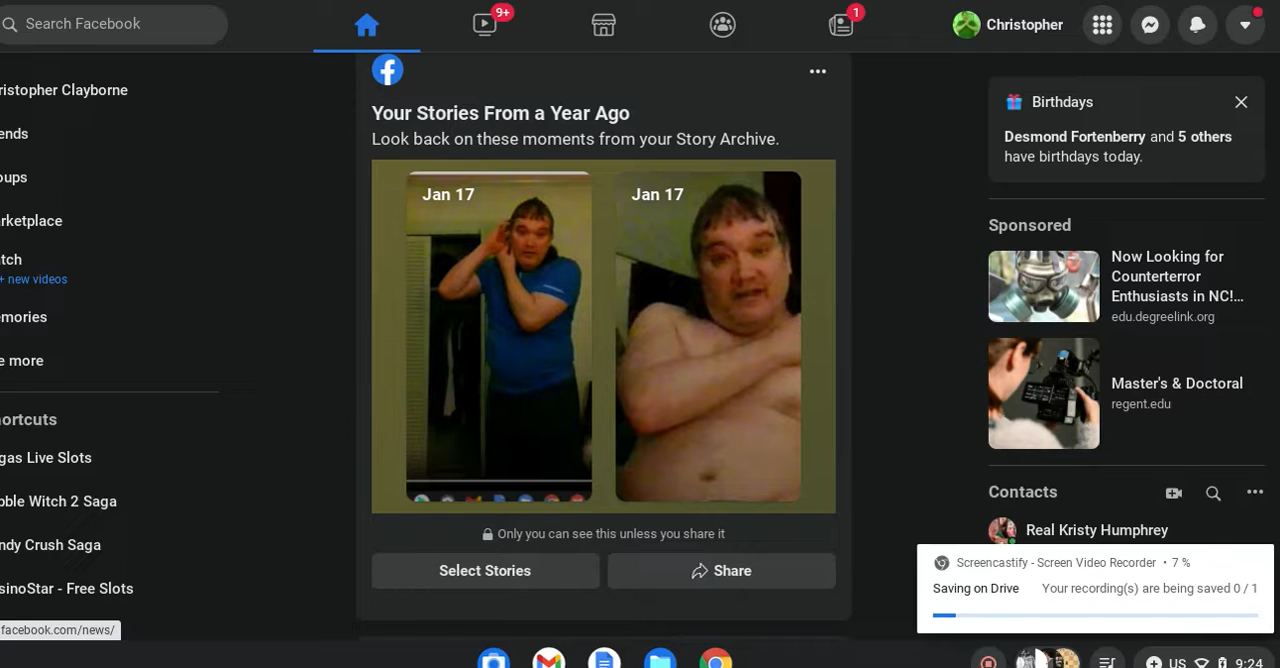 Search Facebook
9+
1
Christopher
ristopher Clayborne
ends
oups
arketplace
atch
+ new videos
emories
e more
ortcuts
gas Live Slots
bble Witch 2 Saga
ndy Crush Saga
sinoStar - Free Slots
facebook.com/news/
Your Stories From a Year Ago
Look back on these moments from your Story Archive.
Jan 17
Jan 17
Only you can see this unless you share it
Select Stories
Share
Birthdays
Desmond Fortenberry and 5 others
have birthdays today.
Sponsored
Now Looking for
Counterterror
Enthusiasts in NC!...
edu.degreelink.org
Master's & Doctoral
regent.edu
Contacts
Real Kristy Humphrey
Screencastify - Screen Video Recorder • 7 %
Saving on Drive Your recording(s) are being saved 0 / 1
US 9:24